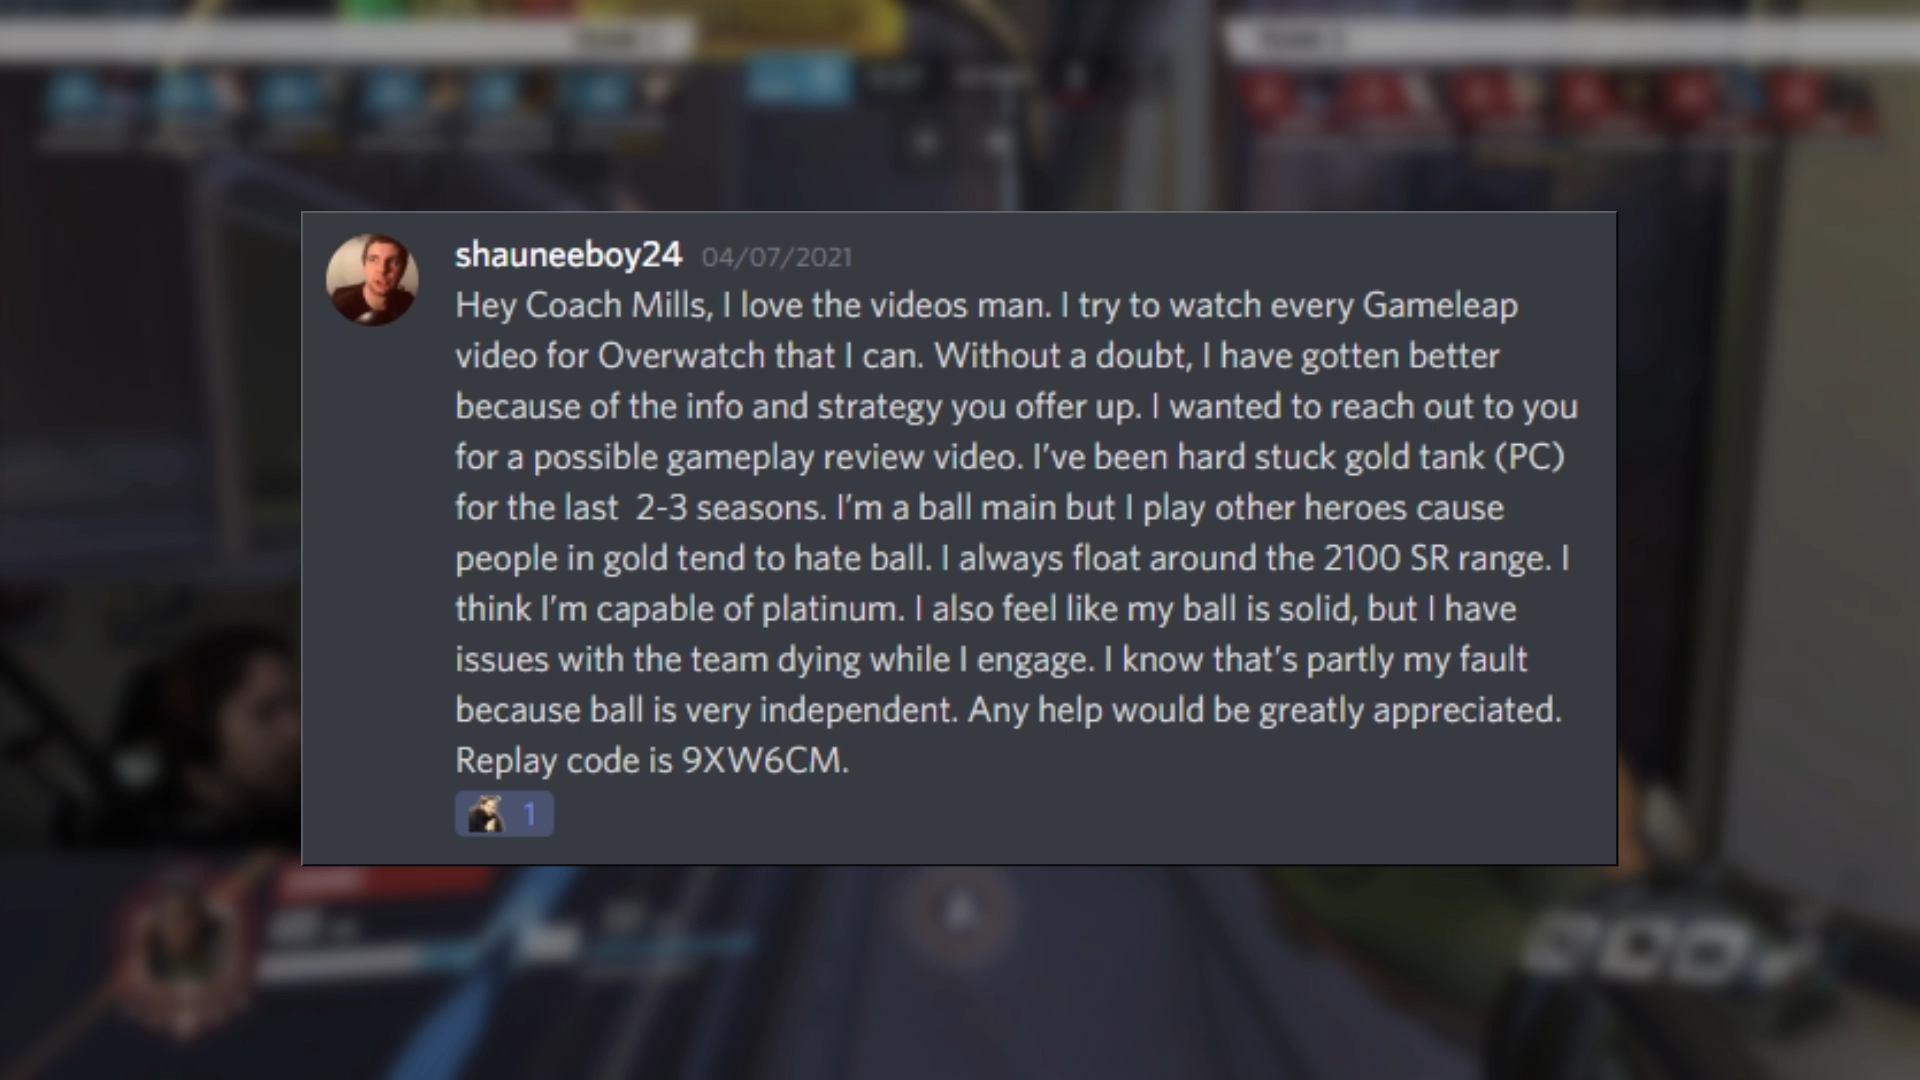 shauneeboy24 04/07/2021
Hey Coach Mills, I love the videos man. I try to watch every Gameleap
video for Overwatch that I can. Without a doubt, I have gotten better
because of the info and strategy you offer up. I wanted to reach out to you
for a possible gameplay review video. I've been hard stuck gold tank (PC)
for the last  2-3 seasons. I'm a ball main but I play other heroes cause
people in gold tend to hate ball. I always float around the 2100 SR range. I
think I'm capable of platinum. I also feel like my ball is solid, but I have
issues with the team dying while I engage. I know that's partly my fault
because ball is very independent. Any help would be greatly appreciated.
Replay code is 9XW6CM.
1